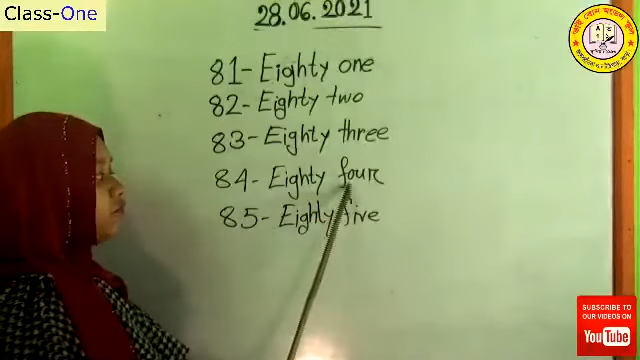 Class-One
28.06.2021
81- Eighty one
82- Eighty two
83- Eighty three
84- Eighty four
85- Eighty five
SUBSCRIBE TO
OUR VIDEOS ON
YouTube